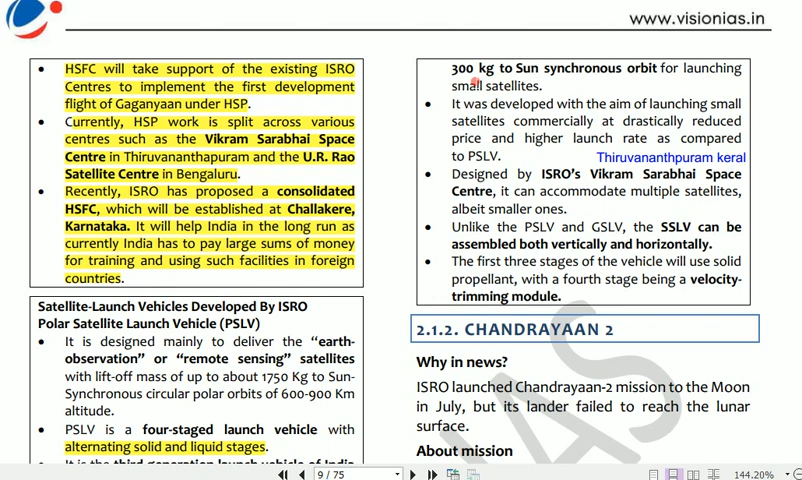 www.visionias.in
• HSFC will take support of the existing ISRO
Centres to implement the first development
flight of Gaganyaan under HSP.
• Currently, HSP work is split across various
centres such as the Vikram Sarabhai Space
Centre in Thiruvananthapuram and the U.R. Rao
Satellite Centre in Bengaluru.
• Recently, ISRO has proposed a consolidated
HSFC, which will be established at Challakere,
Karnataka. It will help India in the long run as
currently India has to pay large sums of money
for training and using such facilities in foreign
countries.
Satellite-Launch Vehicles Developed By ISRO
Polar Satellite Launch Vehicle (PSLV)
• It is designed mainly to deliver the “earth-
observation” or “remote sensing” satellites
with lift-off mass of up to about 1750 Kg to Sun-
Synchronous circular polar orbits of 600-900 Km
altitude.
• PSLV is a four-staged launch vehicle with
alternating solid and liquid stages.
• It is the third generation launch vehicle of India
300 kg to Sun synchronous orbit for launching
small satellites.
• It was developed with the aim of launching small
satellites commercially at drastically reduced
price and higher launch rate as compared
to PSLV. Thiruvananthpuram keral
• Designed by ISRO’s Vikram Sarabhai Space
Centre, it can accommodate multiple satellites,
albeit smaller ones.
• Unlike the PSLV and GSLV, the SSLV can be
assembled both vertically and horizontally.
• The first three stages of the vehicle will use solid
propellant, with a fourth stage being a velocity-
trimming module.
2.1.2. CHANDRAYAAN 2
Why in news?
ISRO launched Chandrayaan-2 mission to the Moon
in July, but its lander failed to reach the lunar
surface.
About mission
IAS
9 / 75
144.20%